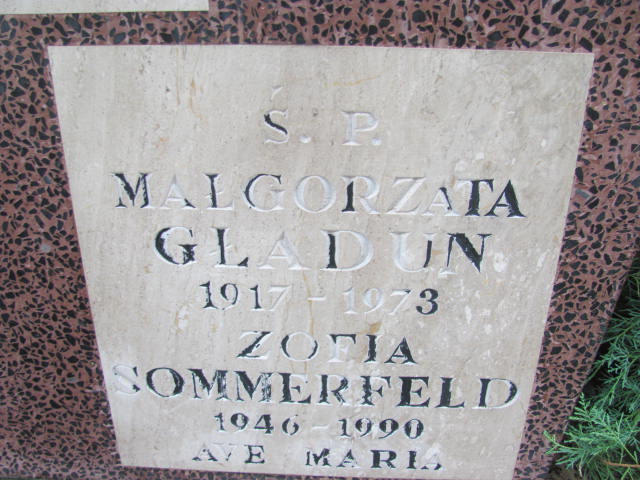 Ś. P.
MAŁGORZATA
GŁADUN
1917 - 1973
ZOFIA
SOMMERFELD
1946 - 1990
AVE MARIA